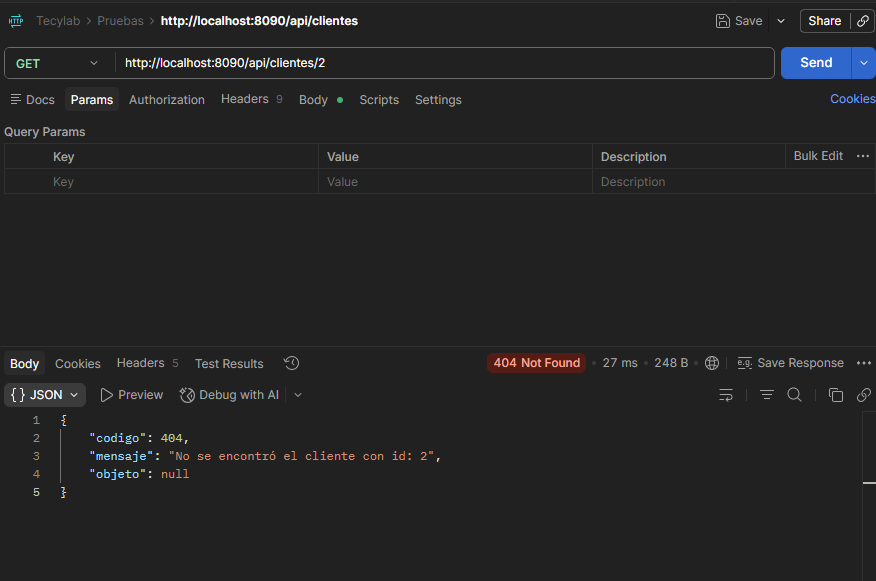 HTTP Tecylab > Pruebas > http://localhost:8090/api/clientes Save Share
GET http://localhost:8090/api/clientes/2 Send
Docs Params Authorization Headers 9 Body Scripts Settings Cookies
Query Params
Key Value Description Bulk Edit
Key Value Description
Body Cookies Headers 5 Test Results 404 Not Found 27 ms 248 B e.g. Save Response
{ } JSON Preview Debug with AI
1 {
2 "codigo": 404,
3 "mensaje": "No se encontró el cliente con id: 2",
4 "objeto": null
5 }